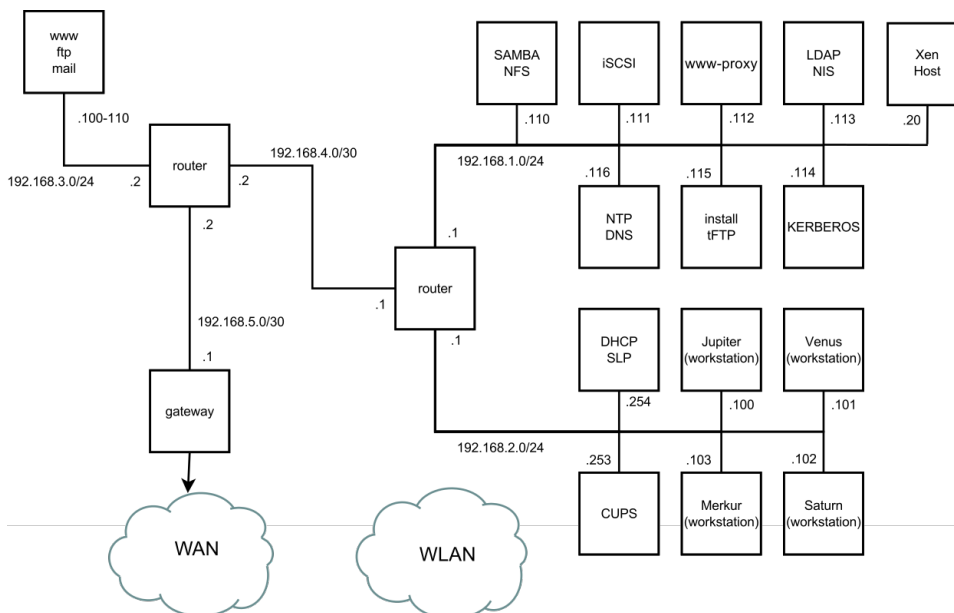 www
ftp
mail
SAMBA
NFS
iSCSI
www-proxy
LDAP
NIS
Xen
Host
.100-110
.110
.111
.112
.113
.20
192.168.3.0/24
.2
router
.2
192.168.4.0/30
192.168.1.0/24
.116
.115
.114
.2
NTP
DNS
install
tFTP
KERBEROS
.1
router
.1
.1
192.168.5.0/30
.1
gateway
DHCP
SLP
Jupiter
(workstation)
Venus
(workstation)
.254
.100
.101
192.168.2.0/24
.253
.103
.102
CUPS
Merkur
(workstation)
Saturn
(workstation)
WAN
WLAN